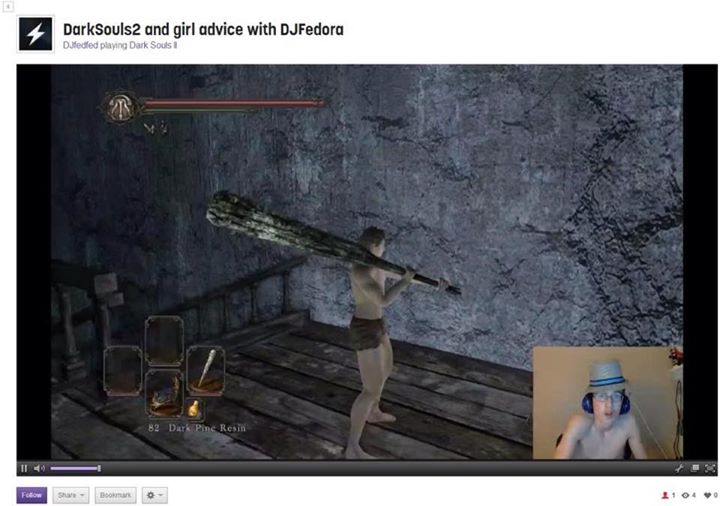 4
DarkSouls2 and girl advice with DJFedora
DJfedfed playing Dark Souls II
82 Dark Pine Resin
Follow
Share
Bookmark
1
4
0